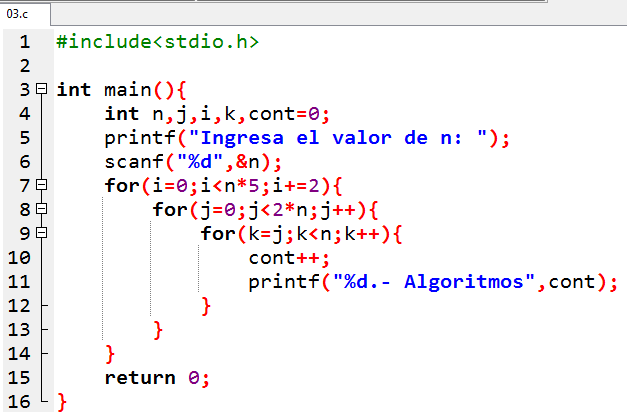 03.c
1 #include<stdio.h>
2
3 int main(){
4 int n,j,i,k,cont=0;
5 printf("Ingresa el valor de n: ");
6 scanf("%d",&n);
7 for(i=0;i<n*5;i+=2){
8 for(j=0;j<2*n;j++){
9 for(k=j;k<n;k++){
10 cont++;
11 printf("%d.- Algoritmos",cont);
12 }
13 }
14 }
15 return 0;
16 }